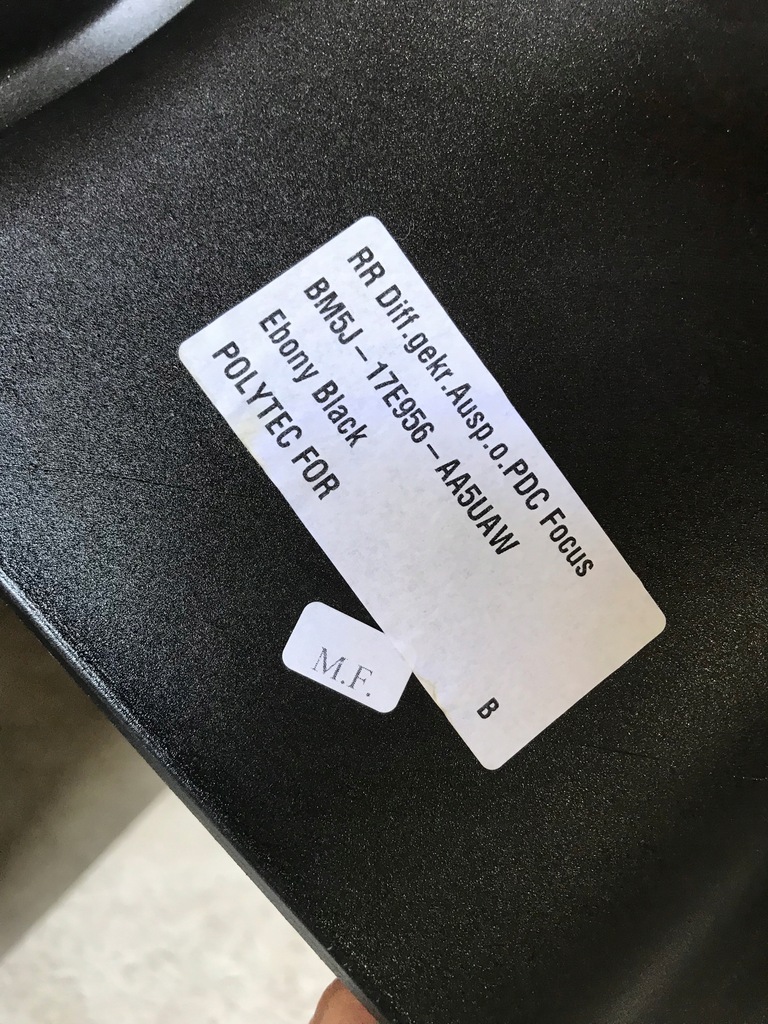 RR Diff.gekr.Ausp.o.PDC Focus
BM5J – 17E956 – AA5UAW
Ebony Black
POLYTEC FOR
B
M.F.